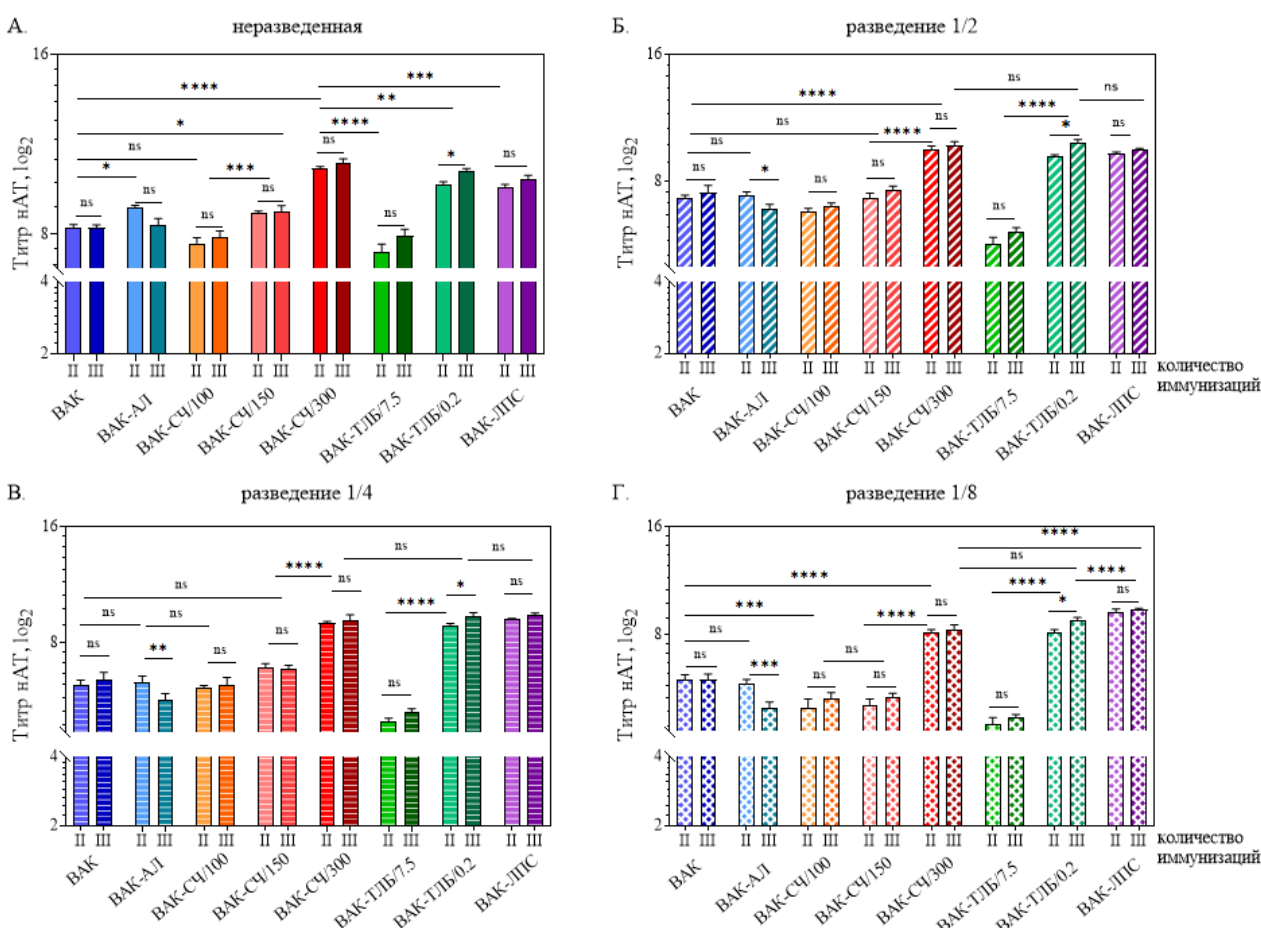 А. неразведенная
Титр нАТ, log2
16
***
****
**
****
*
ns
ns
*
ns
*
***
ns
ns
ns
ns
8
4
2
II III II III II III II III II III II III II III II III
ВАК ВАК-АЛ ВАК-СЧ/100 ВАК-СЧ/150 ВАК-СЧ/300 ВАК-ТЛБ/7.5 ВАК-ТЛБ/0.2 ВАК-ЛПС
Б. разведение 1/2
Титр нАТ, log2
16
ns
ns
****
****
ns
*
ns
ns
****
ns
ns
*
ns
ns
ns
8
4
2
II III II III II III II III II III II III II III II III
количество
иммунизаций
ВАК ВАК-АЛ ВАК-СЧ/100 ВАК-СЧ/150 ВАК-СЧ/300 ВАК-ТЛБ/7.5 ВАК-ТЛБ/0.2 ВАК-ЛПС
В. разведение 1/4
Титр нАТ, log2
16
ns
ns
****
ns
ns
ns
*
****
ns
ns
**
ns
ns
8
4
2
II III II III II III II III II III II III II III II III
ВАК ВАК-АЛ ВАК-СЧ/100 ВАК-СЧ/150 ВАК-СЧ/300 ВАК-ТЛБ/7.5 ВАК-ТЛБ/0.2 ВАК-ЛПС
Г. разведение 1/8
Титр нАТ, log2
16
****
ns
****
****
****
ns
*
ns
***
****
ns
ns
***
ns
ns
ns
8
4
2
II III II III II III II III II III II III II III II III
количество
иммунизаций
ВАК ВАК-АЛ ВАК-СЧ/100 ВАК-СЧ/150 ВАК-СЧ/300 ВАК-ТЛБ/7.5 ВАК-ТЛБ/0.2 ВАК-ЛПС